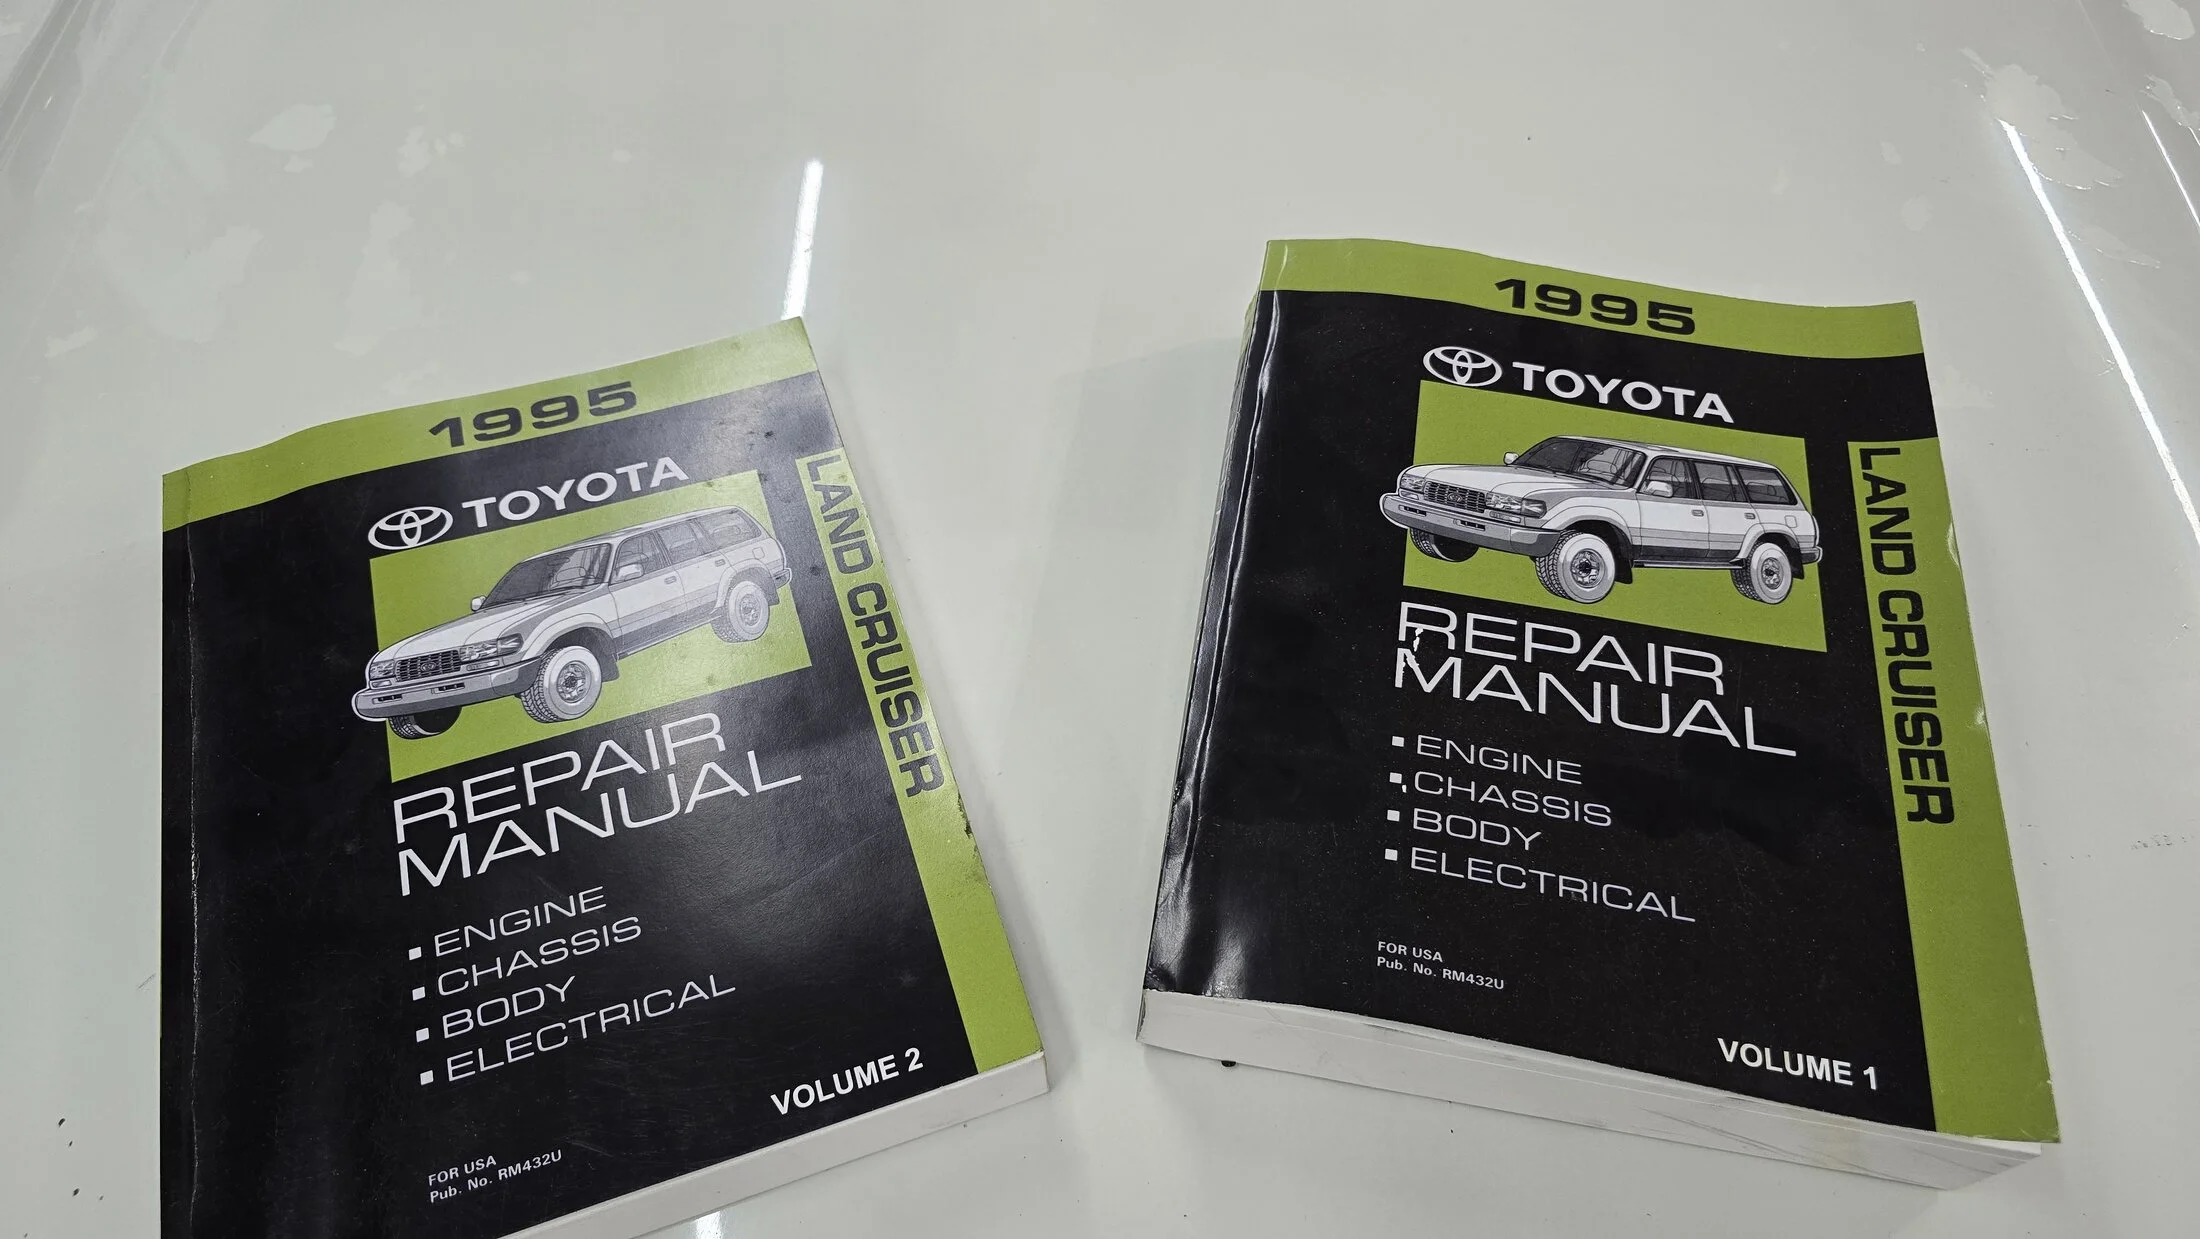 1995
TOYOTA
LAND CRUISER
REPAIR
MANUAL
▪ ENGINE
▪ CHASSIS
▪ BODY
▪ ELECTRICAL
VOLUME 2
FOR USA
Pub. No. RM432U
1995
TOYOTA
LAND CRUISER
REPAIR
MANUAL
▪ ENGINE
▪ CHASSIS
▪ BODY
▪ ELECTRICAL
FOR USA
Pub. No. RM432U
VOLUME 1